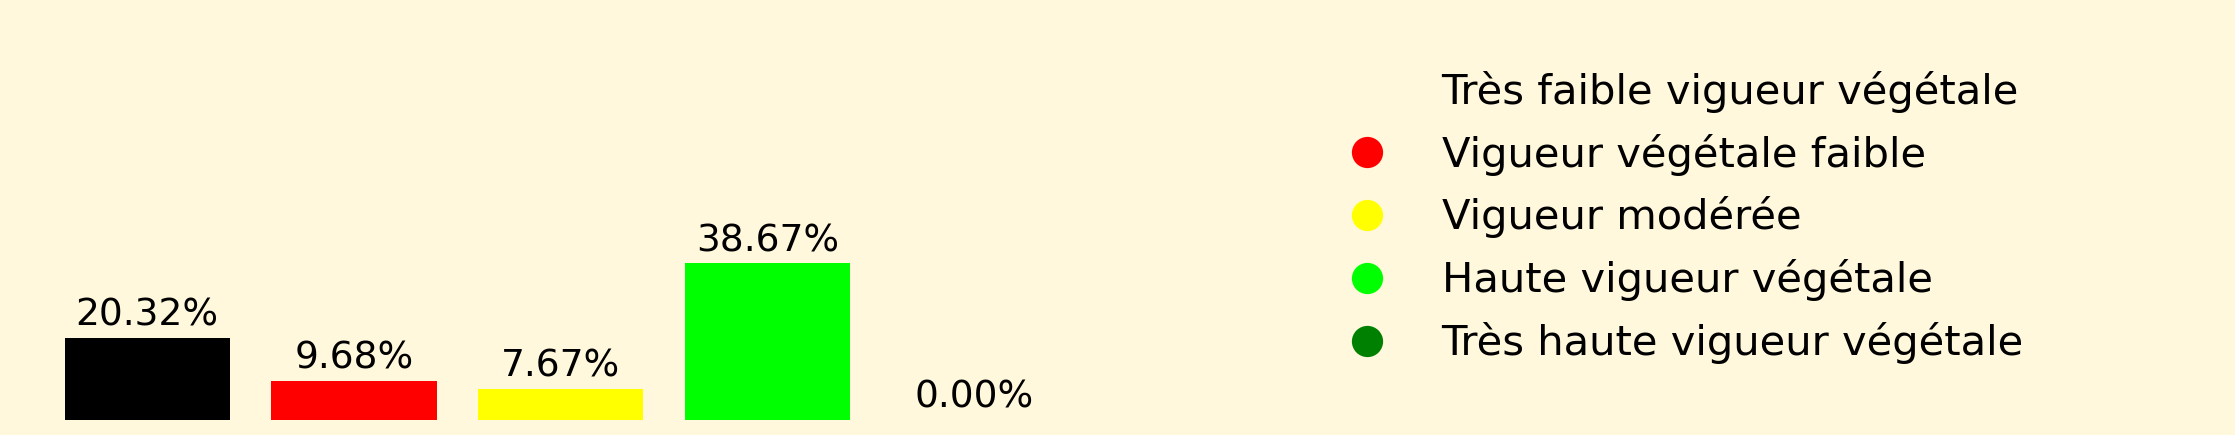 20.32%
9.68%
7.67%
38.67%
0.00%
Très faible vigueur végétale
Vigueur végétale faible
Vigueur modérée
Haute vigueur végétale
Très haute vigueur végétale